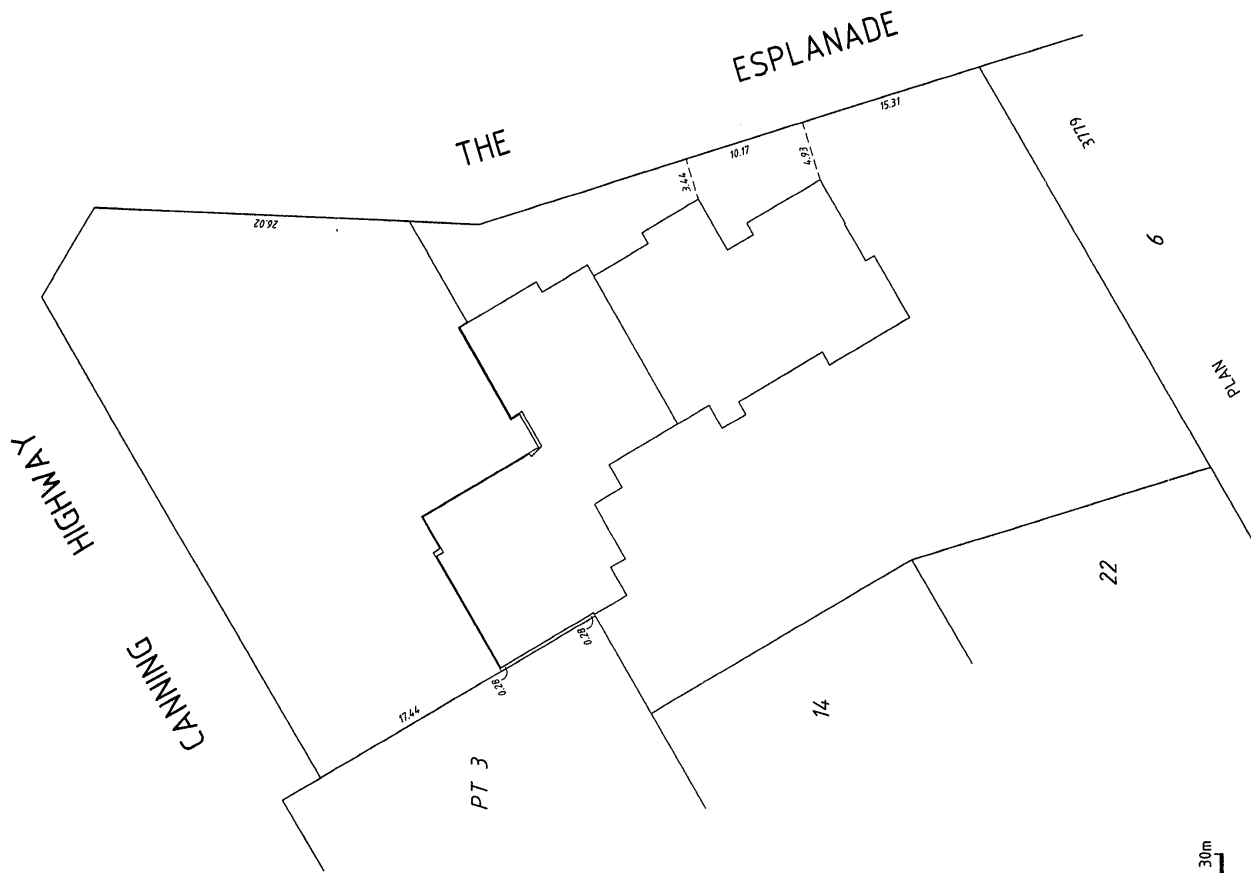 THE ESPLANADE
15.31
10.17
4.93
3.44
3779
26.02
6
PLAN
CANNING HIGHWAY
22
0.28
0.28
17.44
14
PT 3
30m